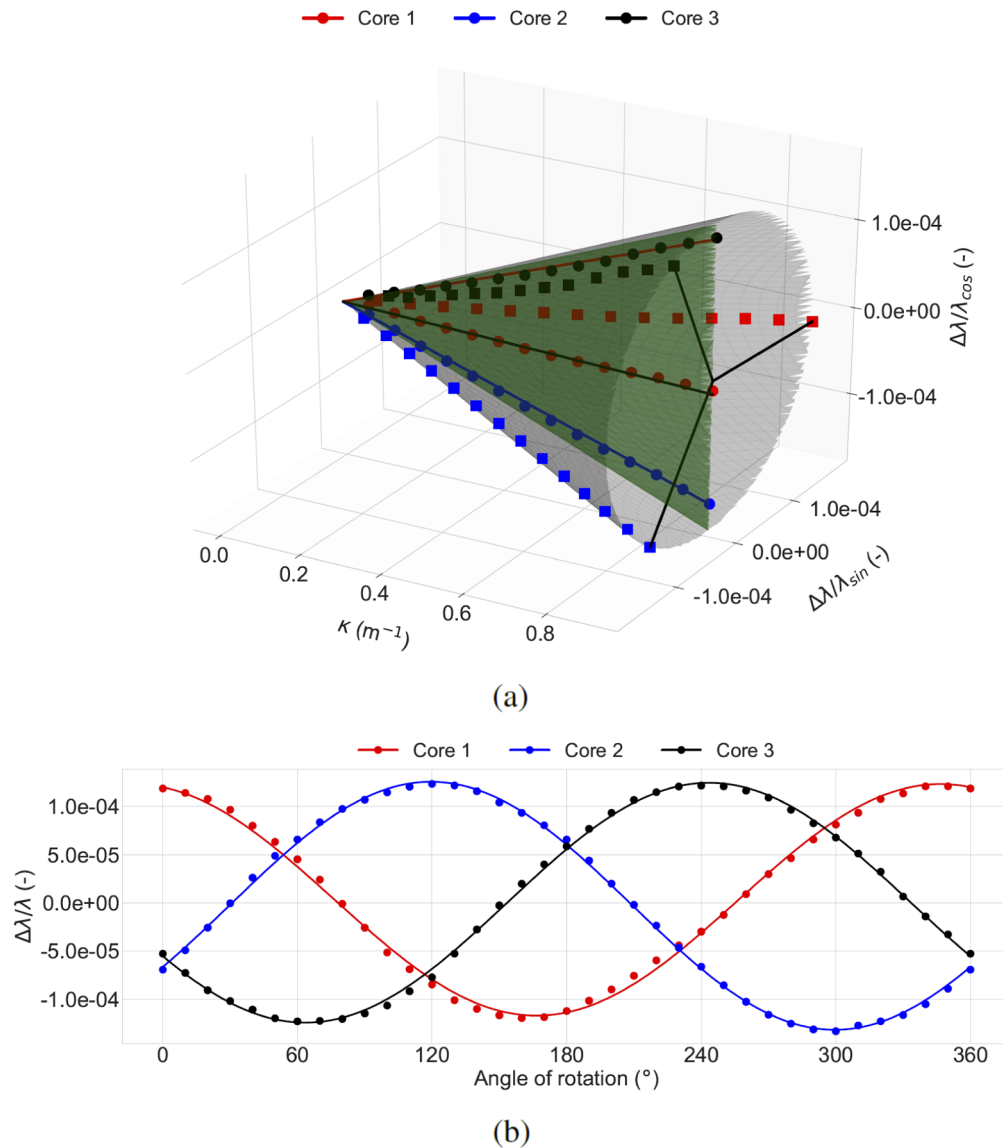 Core 1 Core 2 Core 3
1.0e-04
0.0e+00
-1.0e-04
Δλ/λcos (-)
1.0e-04
0.0e+00
-1.0e-04
Δλ/λsin (-)
0.0
0.2
0.4
0.6
0.8
κ (m⁻¹)
(a)
Core 1 Core 2 Core 3
1.0e-04
5.0e-05
0.0e+00
-5.0e-05
-1.0e-04
Δλ/λ (-)
0 60 120 180 240 300 360
Angle of rotation (°)
(b)